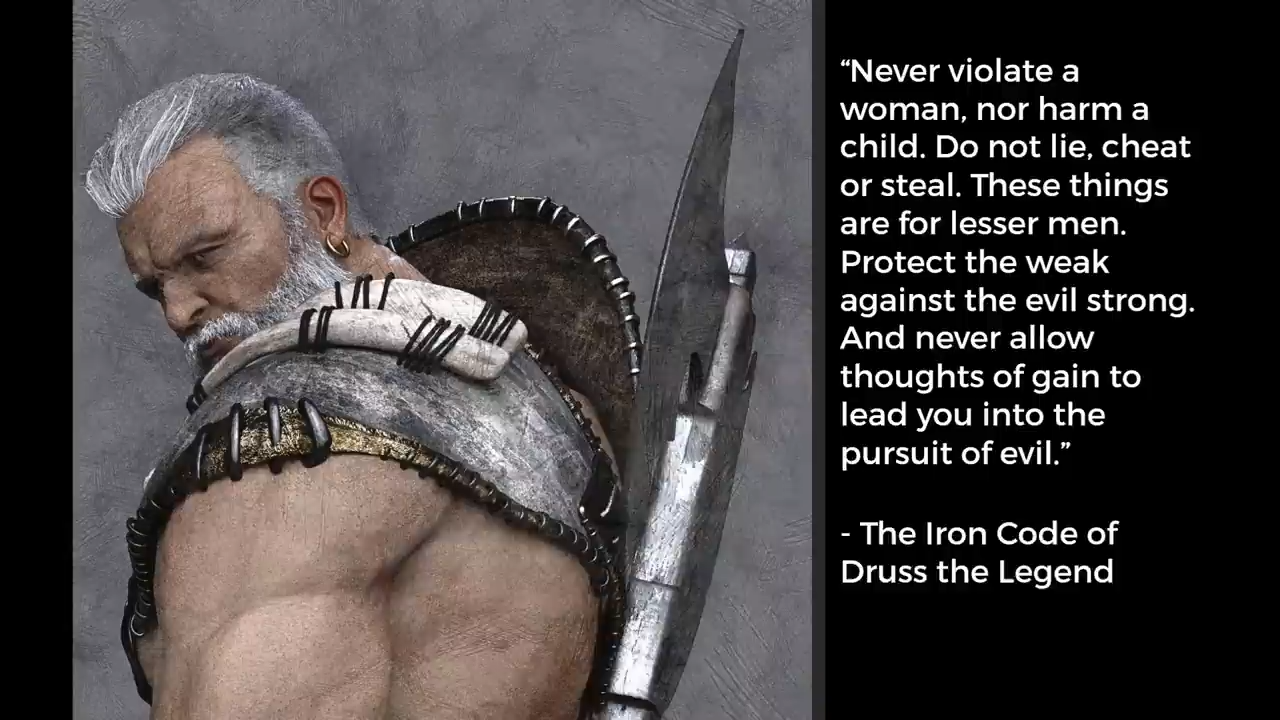 “Never violate a
woman, nor harm a
child. Do not lie, cheat
or steal. These things
are for lesser men.
Protect the weak
against the evil strong.
And never allow
thoughts of gain to
lead you into the
pursuit of evil.”
- The Iron Code of
Druss the Legend